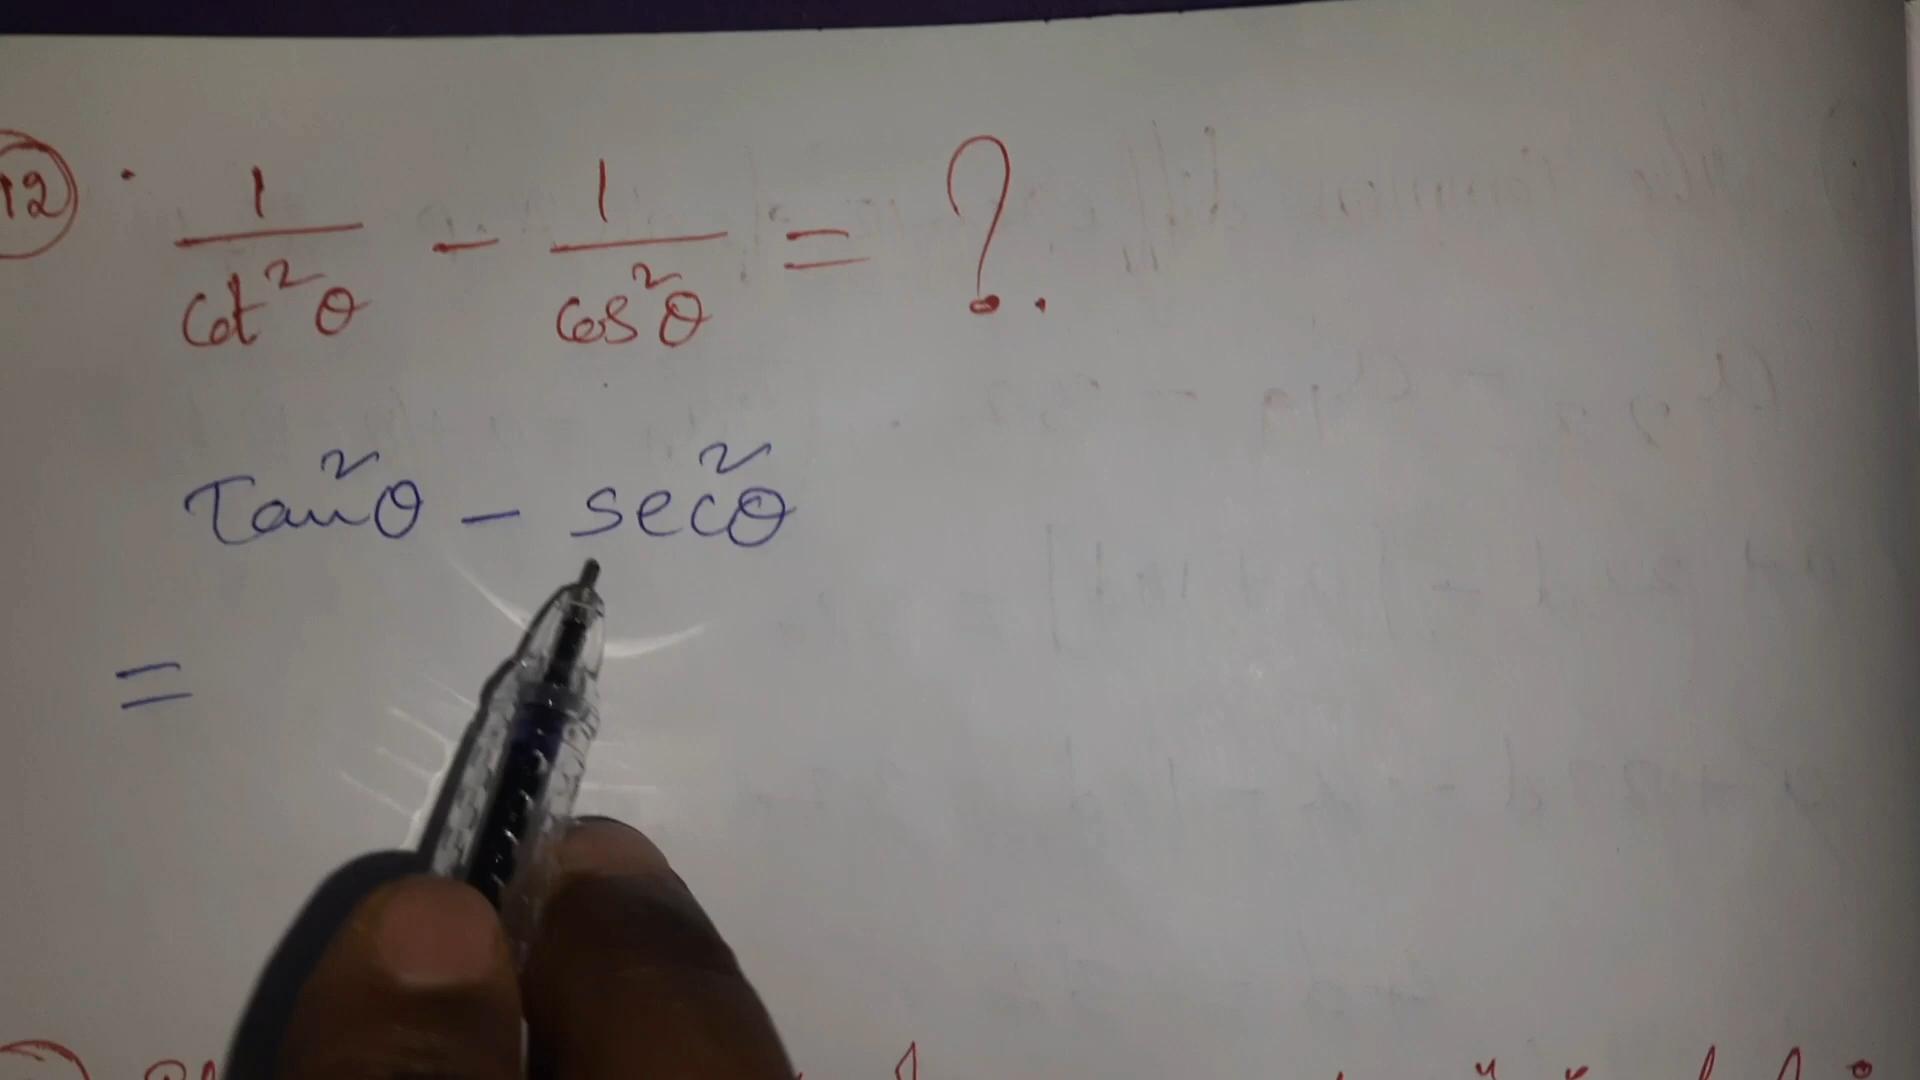 12). 1/cot²θ - 1/cos²θ = ?.
Tan²θ - sec²θ
=